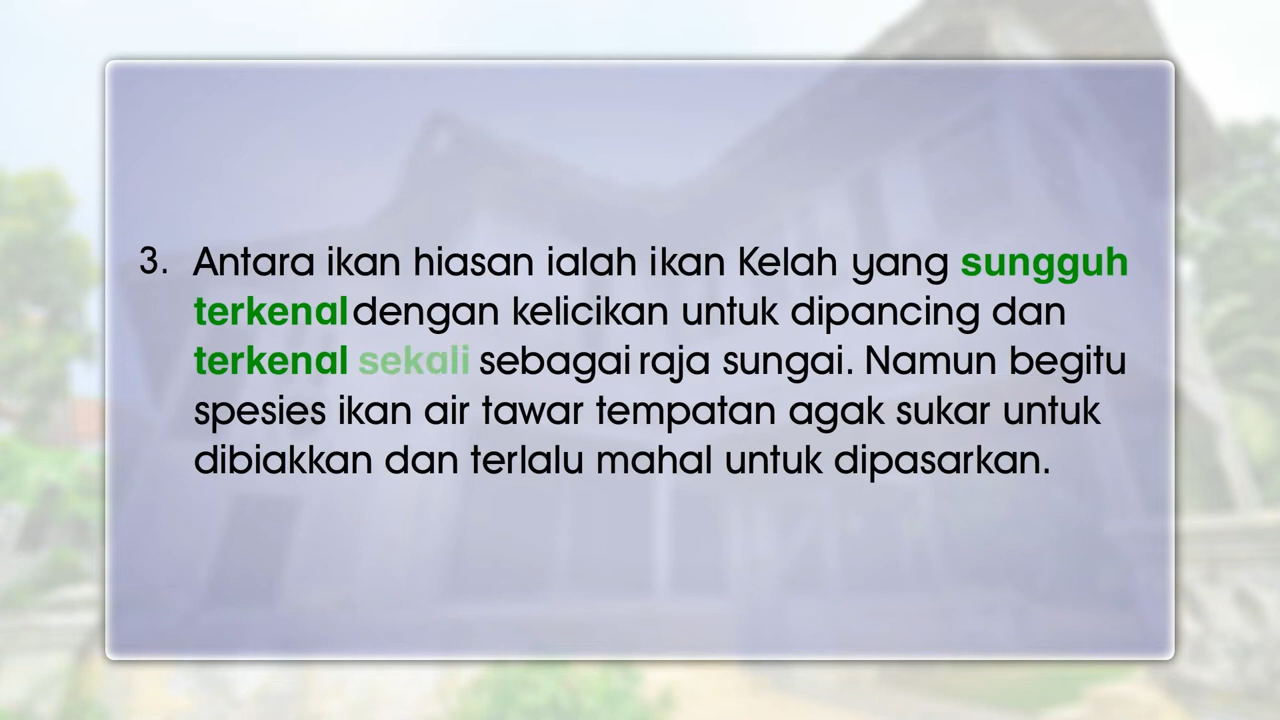 3. Antara ikan hiasan ialah ikan Kelah yang sungguh
terkenal dengan kelicikan untuk dipancing dan
terkenal sekali sebagai raja sungai. Namun begitu
spesies ikan air tawar tempatan agak sukar untuk
dibiakkan dan terlalu mahal untuk dipasarkan.